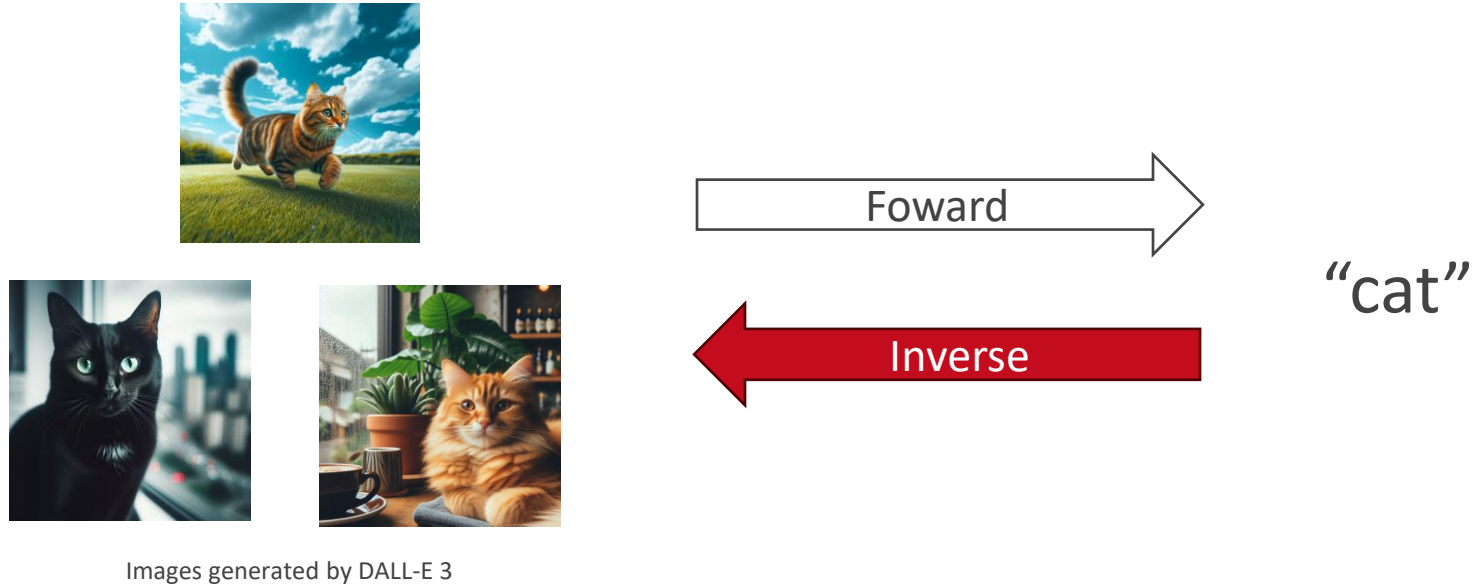 Foward
“cat”
Inverse
Images generated by DALL-E 3